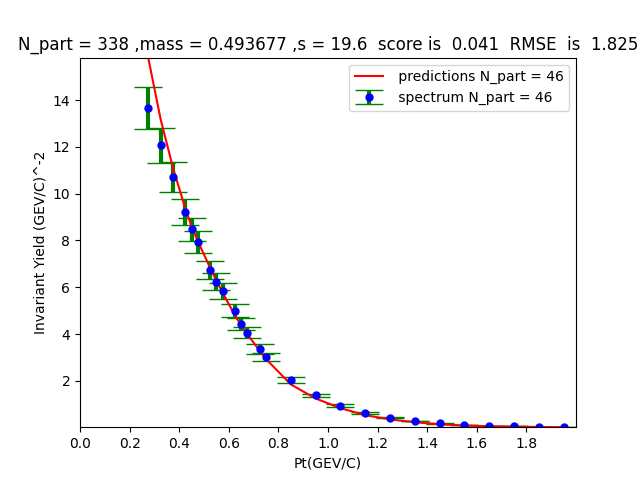 N_part = 338 ,mass = 0.493677 ,s = 19.6  score is  0.041  RMSE  is  1.825
predictions N_part = 46
spectrum N_part = 46
14
12
10
8
6
4
2
Invariant Yield (GEV/C)^-2
0.0 0.2 0.4 0.6 0.8 1.0 1.2 1.4 1.6 1.8
Pt(GEV/C)